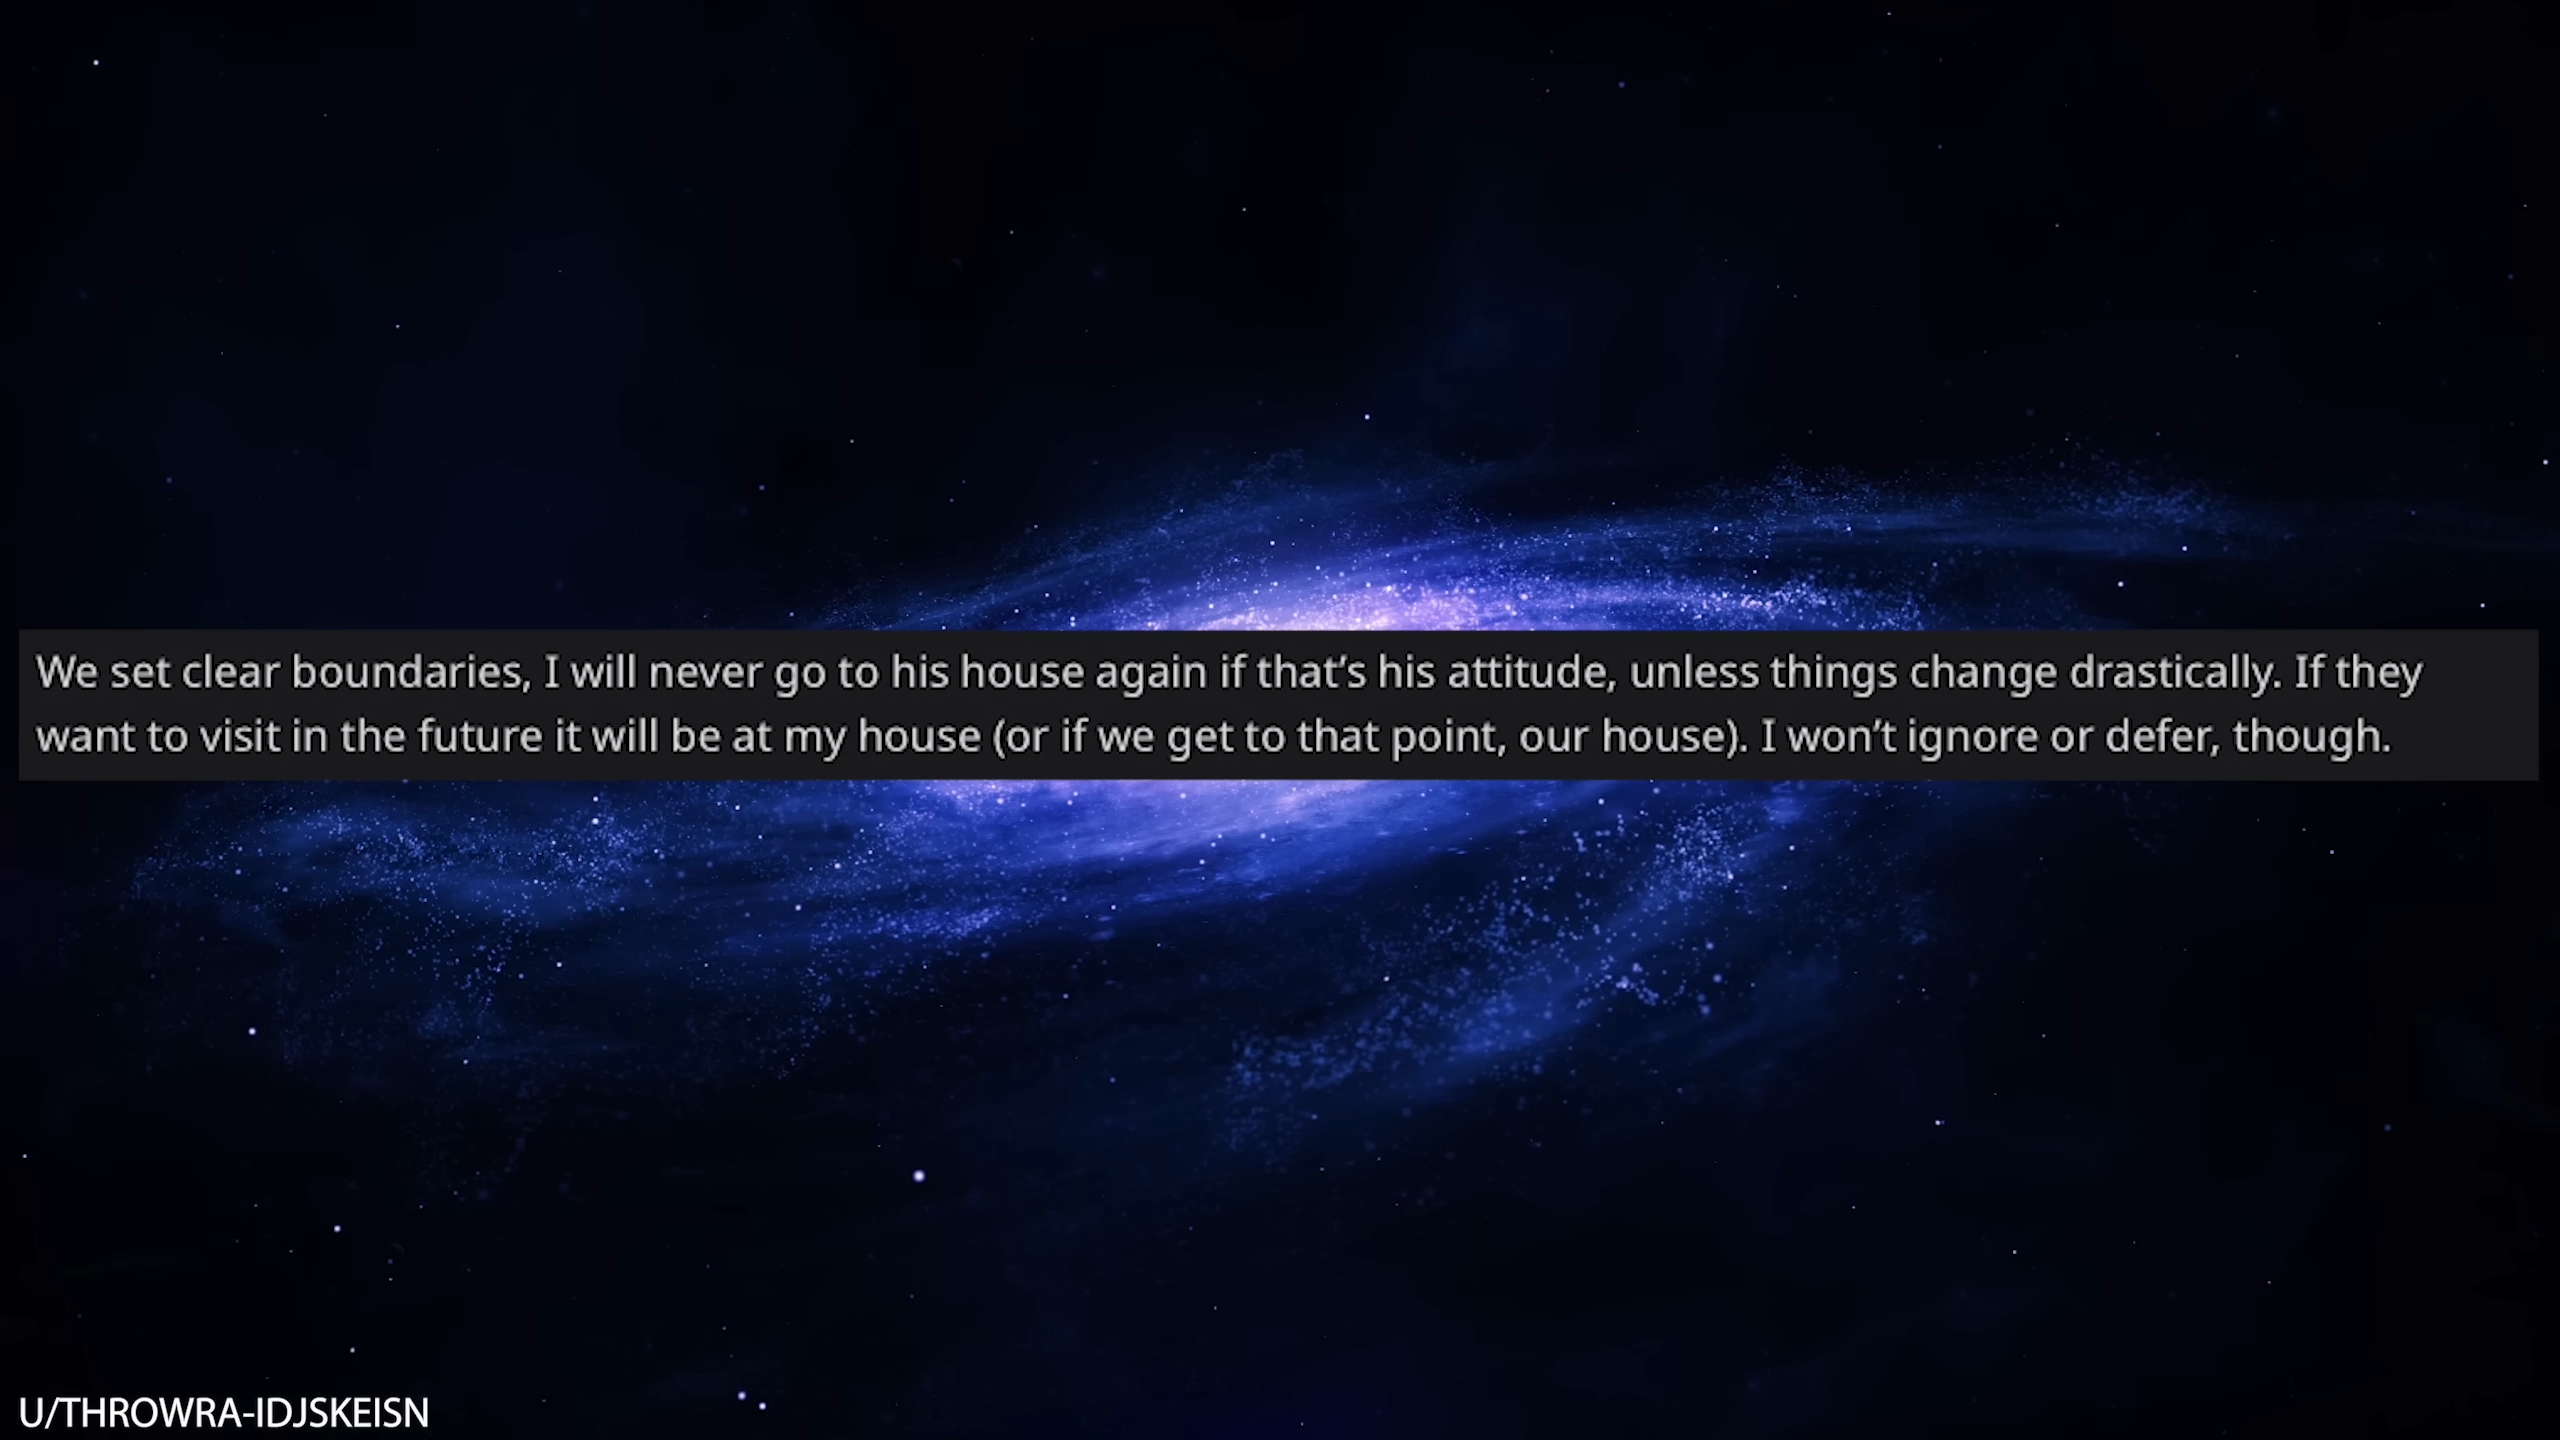 We set clear boundaries, I will never go to his house again if that’s his attitude, unless things change drastically. If they
want to visit in the future it will be at my house (or if we get to that point, our house). I won’t ignore or defer, though.
U/THROWRA-IDJSKEISN